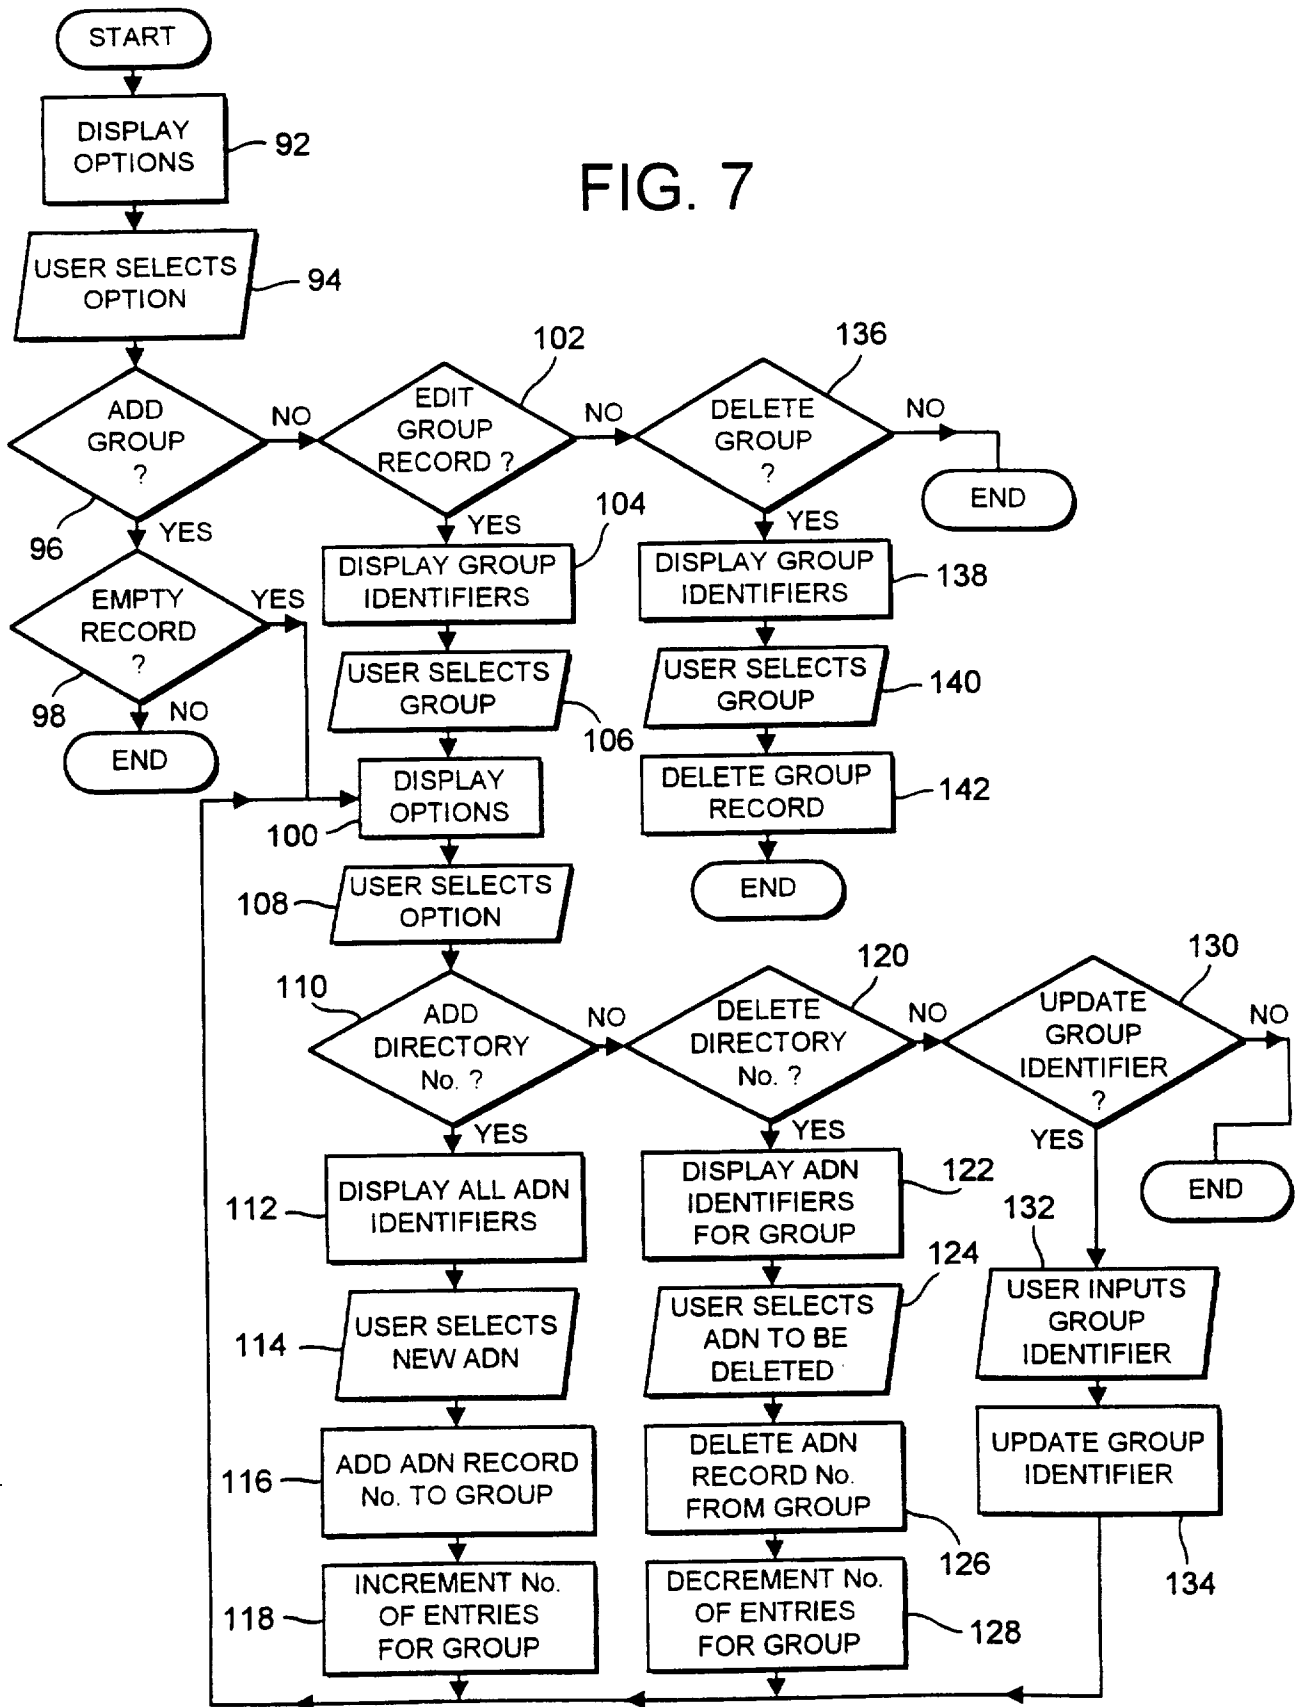 START
DISPLAY
OPTIONS
92
FIG. 7
USER SELECTS
OPTION
94
ADD
GROUP
?
96
NO
YES
EDIT
GROUP
RECORD ?
102
NO
YES
DELETE
GROUP
?
136
NO
YES
END
EMPTY
RECORD
?
98
YES
NO
END
DISPLAY GROUP
IDENTIFIERS
104
USER SELECTS
GROUP
106
DISPLAY GROUP
IDENTIFIERS
138
USER SELECTS
GROUP
140
DELETE GROUP
RECORD
142
END
DISPLAY
OPTIONS
100
USER SELECTS
OPTION
108
ADD
DIRECTORY
No. ?
110
NO
YES
DELETE
DIRECTORY
No. ?
120
NO
YES
UPDATE
GROUP
IDENTIFIER
?
130
NO
YES
END
DISPLAY ALL ADN
IDENTIFIERS
112
USER SELECTS
NEW ADN
114
ADD ADN RECORD
No. TO GROUP
116
INCREMENT No.
OF ENTRIES
FOR GROUP
118
DISPLAY ADN
IDENTIFIERS
FOR GROUP
122
USER SELECTS
ADN TO BE
DELETED
124
DELETE ADN
RECORD No.
FROM GROUP
126
DECREMENT No.
OF ENTRIES
FOR GROUP
128
132
USER INPUTS
GROUP
IDENTIFIER
UPDATE GROUP
IDENTIFIER
134